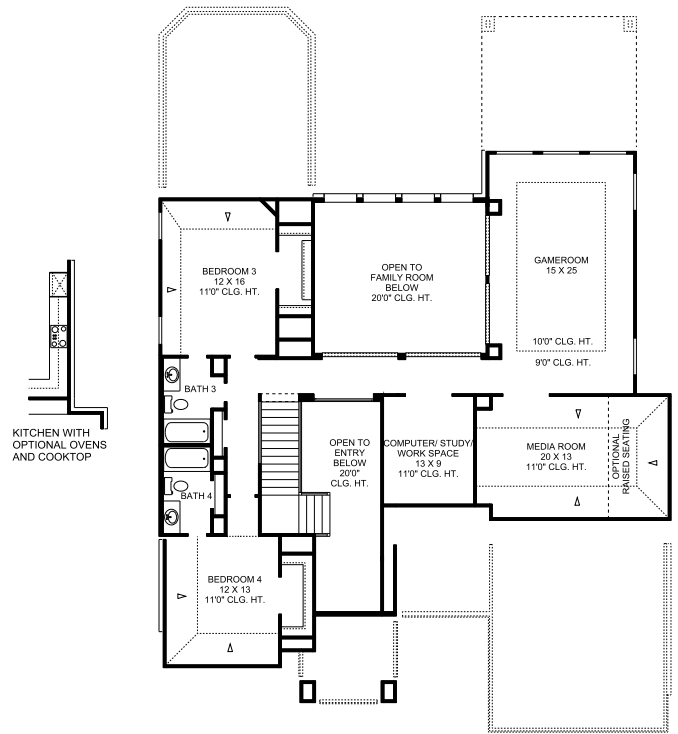 BEDROOM 3
12 X 16
11'0" CLG. HT.
OPEN TO
FAMILY ROOM
BELOW
20'0" CLG. HT.
GAMEROOM
15 X 25
10'0" CLG. HT.
9'0" CLG. HT.
BATH 3
KITCHEN WITH
OPTIONAL OVENS
AND COOKTOP
OPEN TO
ENTRY
BELOW
20'0"
CLG. HT.
COMPUTER/ STUDY/
WORK SPACE
13 X 9
11'0" CLG. HT.
MEDIA ROOM
20 X 13
11'0" CLG. HT.
OPTIONAL
RAISED SEATING
BATH 4
BEDROOM 4
12 X 13
11'0" CLG. HT.